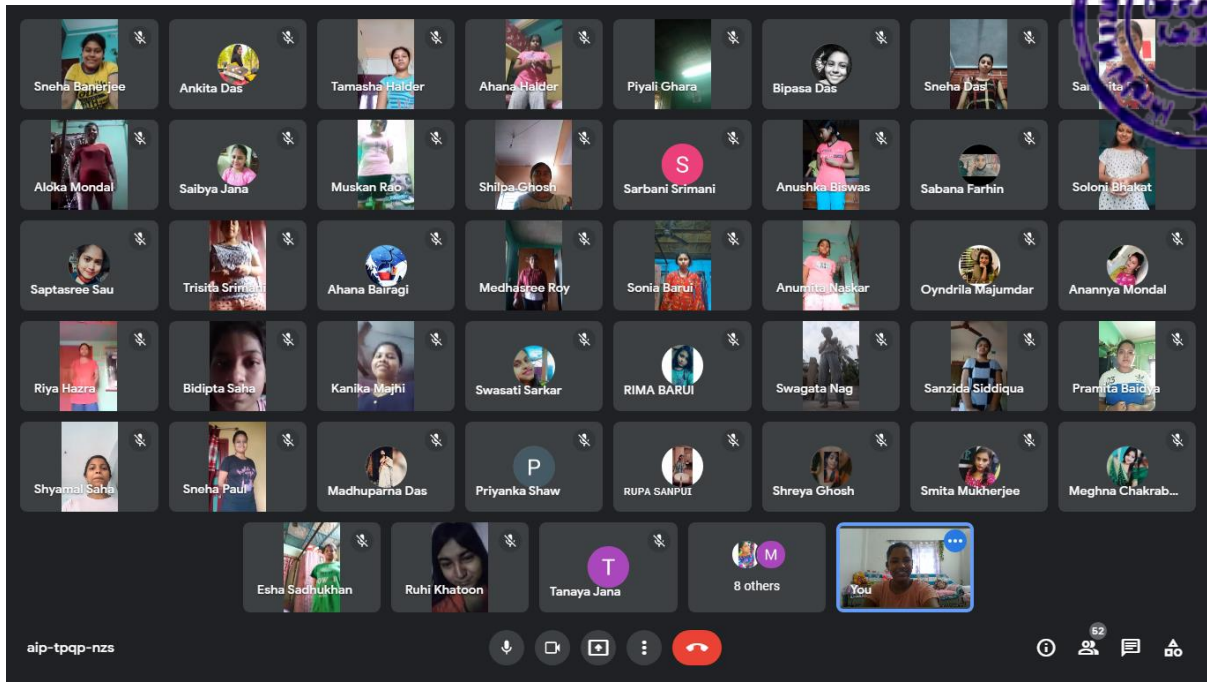 Sneha Banerjee
Ankita Das
Tamasha Halder
Ahana Halder
Piyali Ghara
Bipasa Das
Sneha Das
Aloka Mondal
Saibya Jana
Muskan Rao
Shilpa Ghosh
S
Sarbani Srimani
Anushka Biswas
Sabana Farhin
Soloni Bhakat
Saptasree Sau
Trisita Srimani
Ahana Bairagi
Medhasree Roy
Sonia Barui
Anumita Naskar
Oyndrila Majumdar
Anannya Mondal
Riya Hazra
Bidipta Saha
Kanika Majhi
Swasati Sarkar
RIMA BARUI
Swagata Nag
Sanzida Siddiqua
Pramita Baidya
Shyamal Saha
Sneha Paul
Madhuparna Das
P
Priyanka Shaw
RUPA SANPUI
Shreya Ghosh
Smita Mukherjee
Meghna Chakrab...
Esha Sadhukhan
Ruhi Khatoon
T
Tanaya Jana
M
8 others
You
aip-tpqp-nzs
52